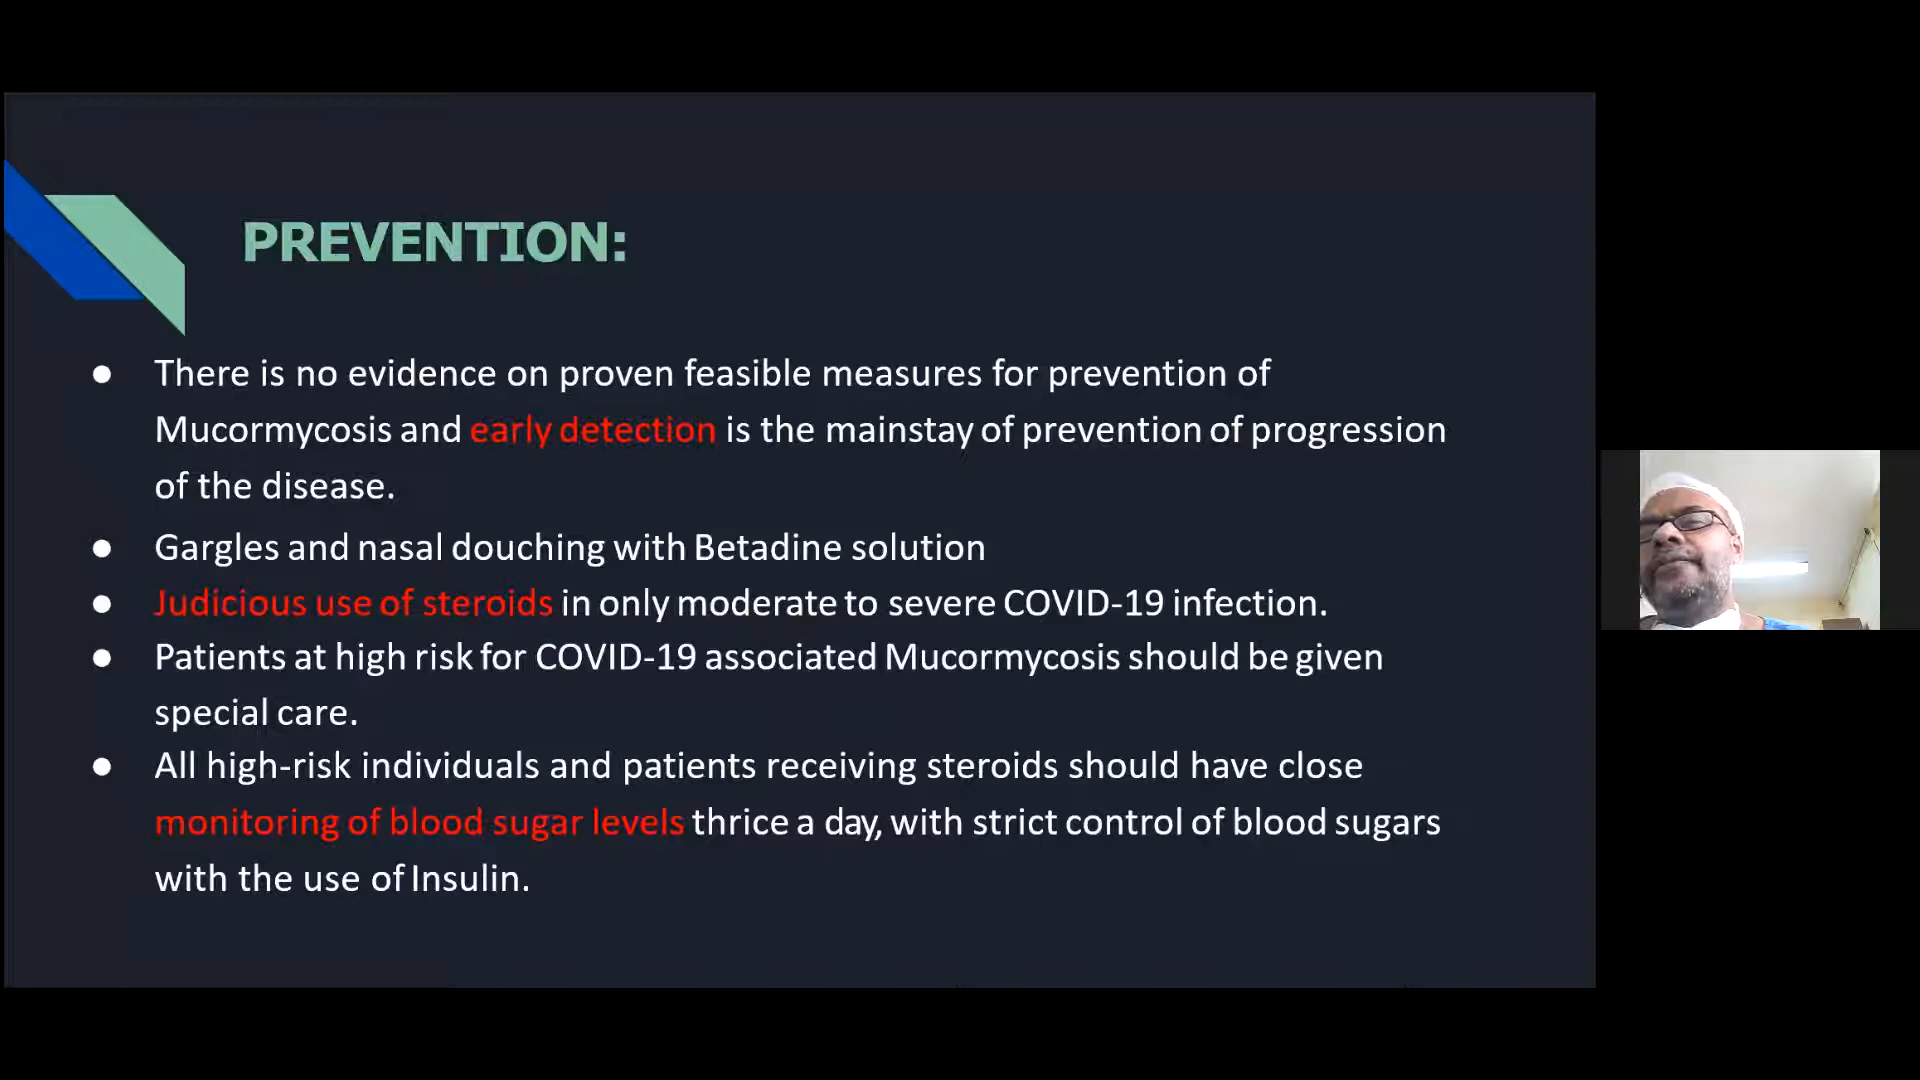 PREVENTION:
● There is no evidence on proven feasible measures for prevention of
Mucormycosis and early detection is the mainstay of prevention of progression
of the disease.
● Gargles and nasal douching with Betadine solution
● Judicious use of steroids in only moderate to severe COVID-19 infection.
● Patients at high risk for COVID-19 associated Mucormycosis should be given
special care.
● All high-risk individuals and patients receiving steroids should have close
monitoring of blood sugar levels thrice a day, with strict control of blood sugars
with the use of Insulin.